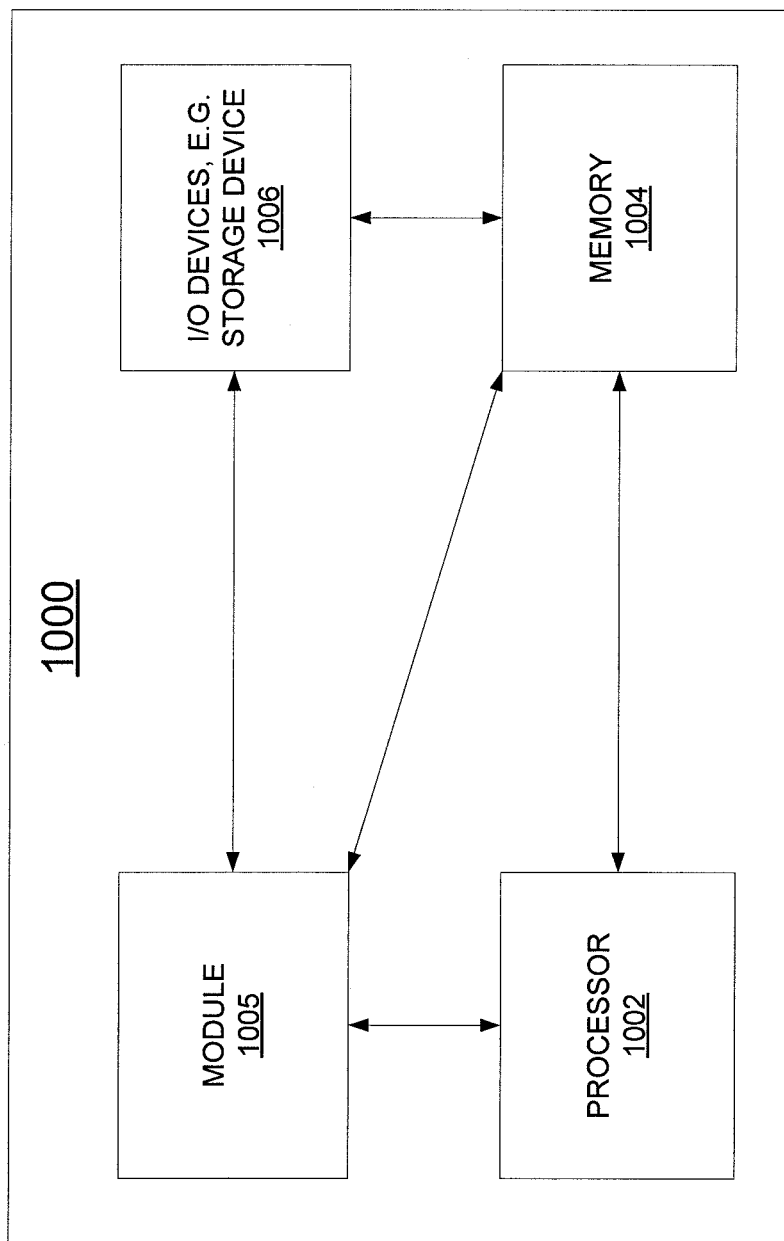 1000
MODULE
1005
I/O DEVICES, E.G.
STORAGE DEVICE
1006
PROCESSOR
1002
MEMORY
1004